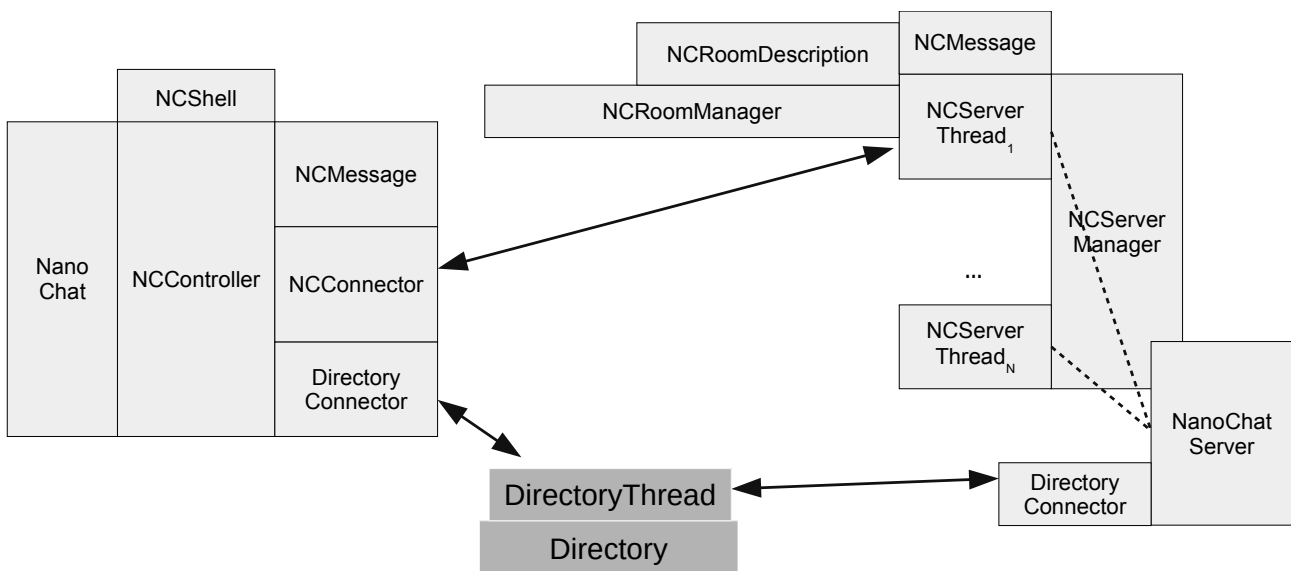 NCShell
Nano
Chat
NCController
NCMessage
NCConnector
Directory
Connector
NCRoomDescription
NCMessage
NCRoomManager
NCServer
Thread1
NCServer
Manager
...
NCServer
ThreadN
NanoChat
Server
Directory
Connector
DirectoryThread
Directory